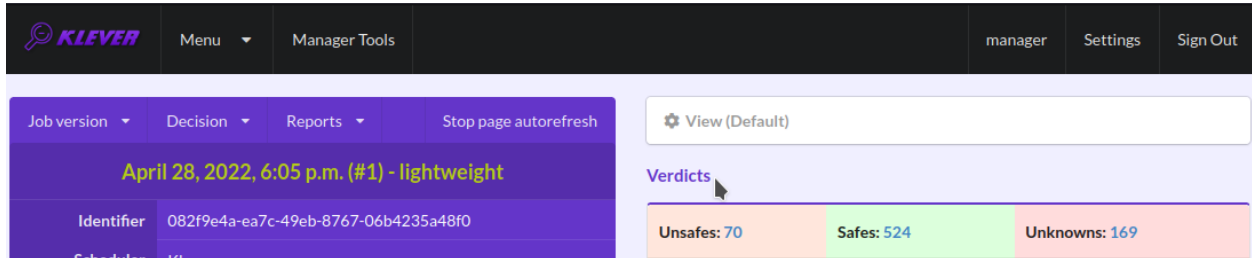 KLEVER Menu Manager Tools manager Settings Sign Out
Job version Decision Reports Stop page autorefresh
View (Default)
April 28, 2022, 6:05 p.m. (#1) - lightweight
Verdicts
Identifier 082f9e4a-ea7c-49eb-8767-06b4235a48f0
Unsafes: 70 Safes: 524 Unknowns: 169